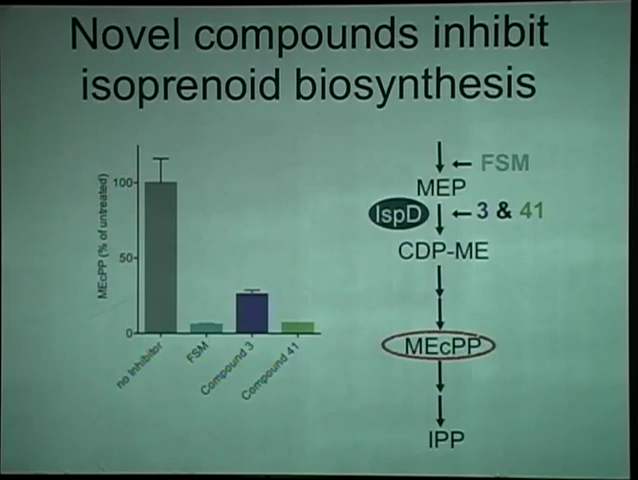 Novel compounds inhibit
isoprenoid biosynthesis
MEcPP (% of untreated)
100
50
0
no Inhibitor
FSM
Compound 3
Compound 41
FSM
MEP
IspD
3 & 41
CDP-ME
MEcPP
IPP